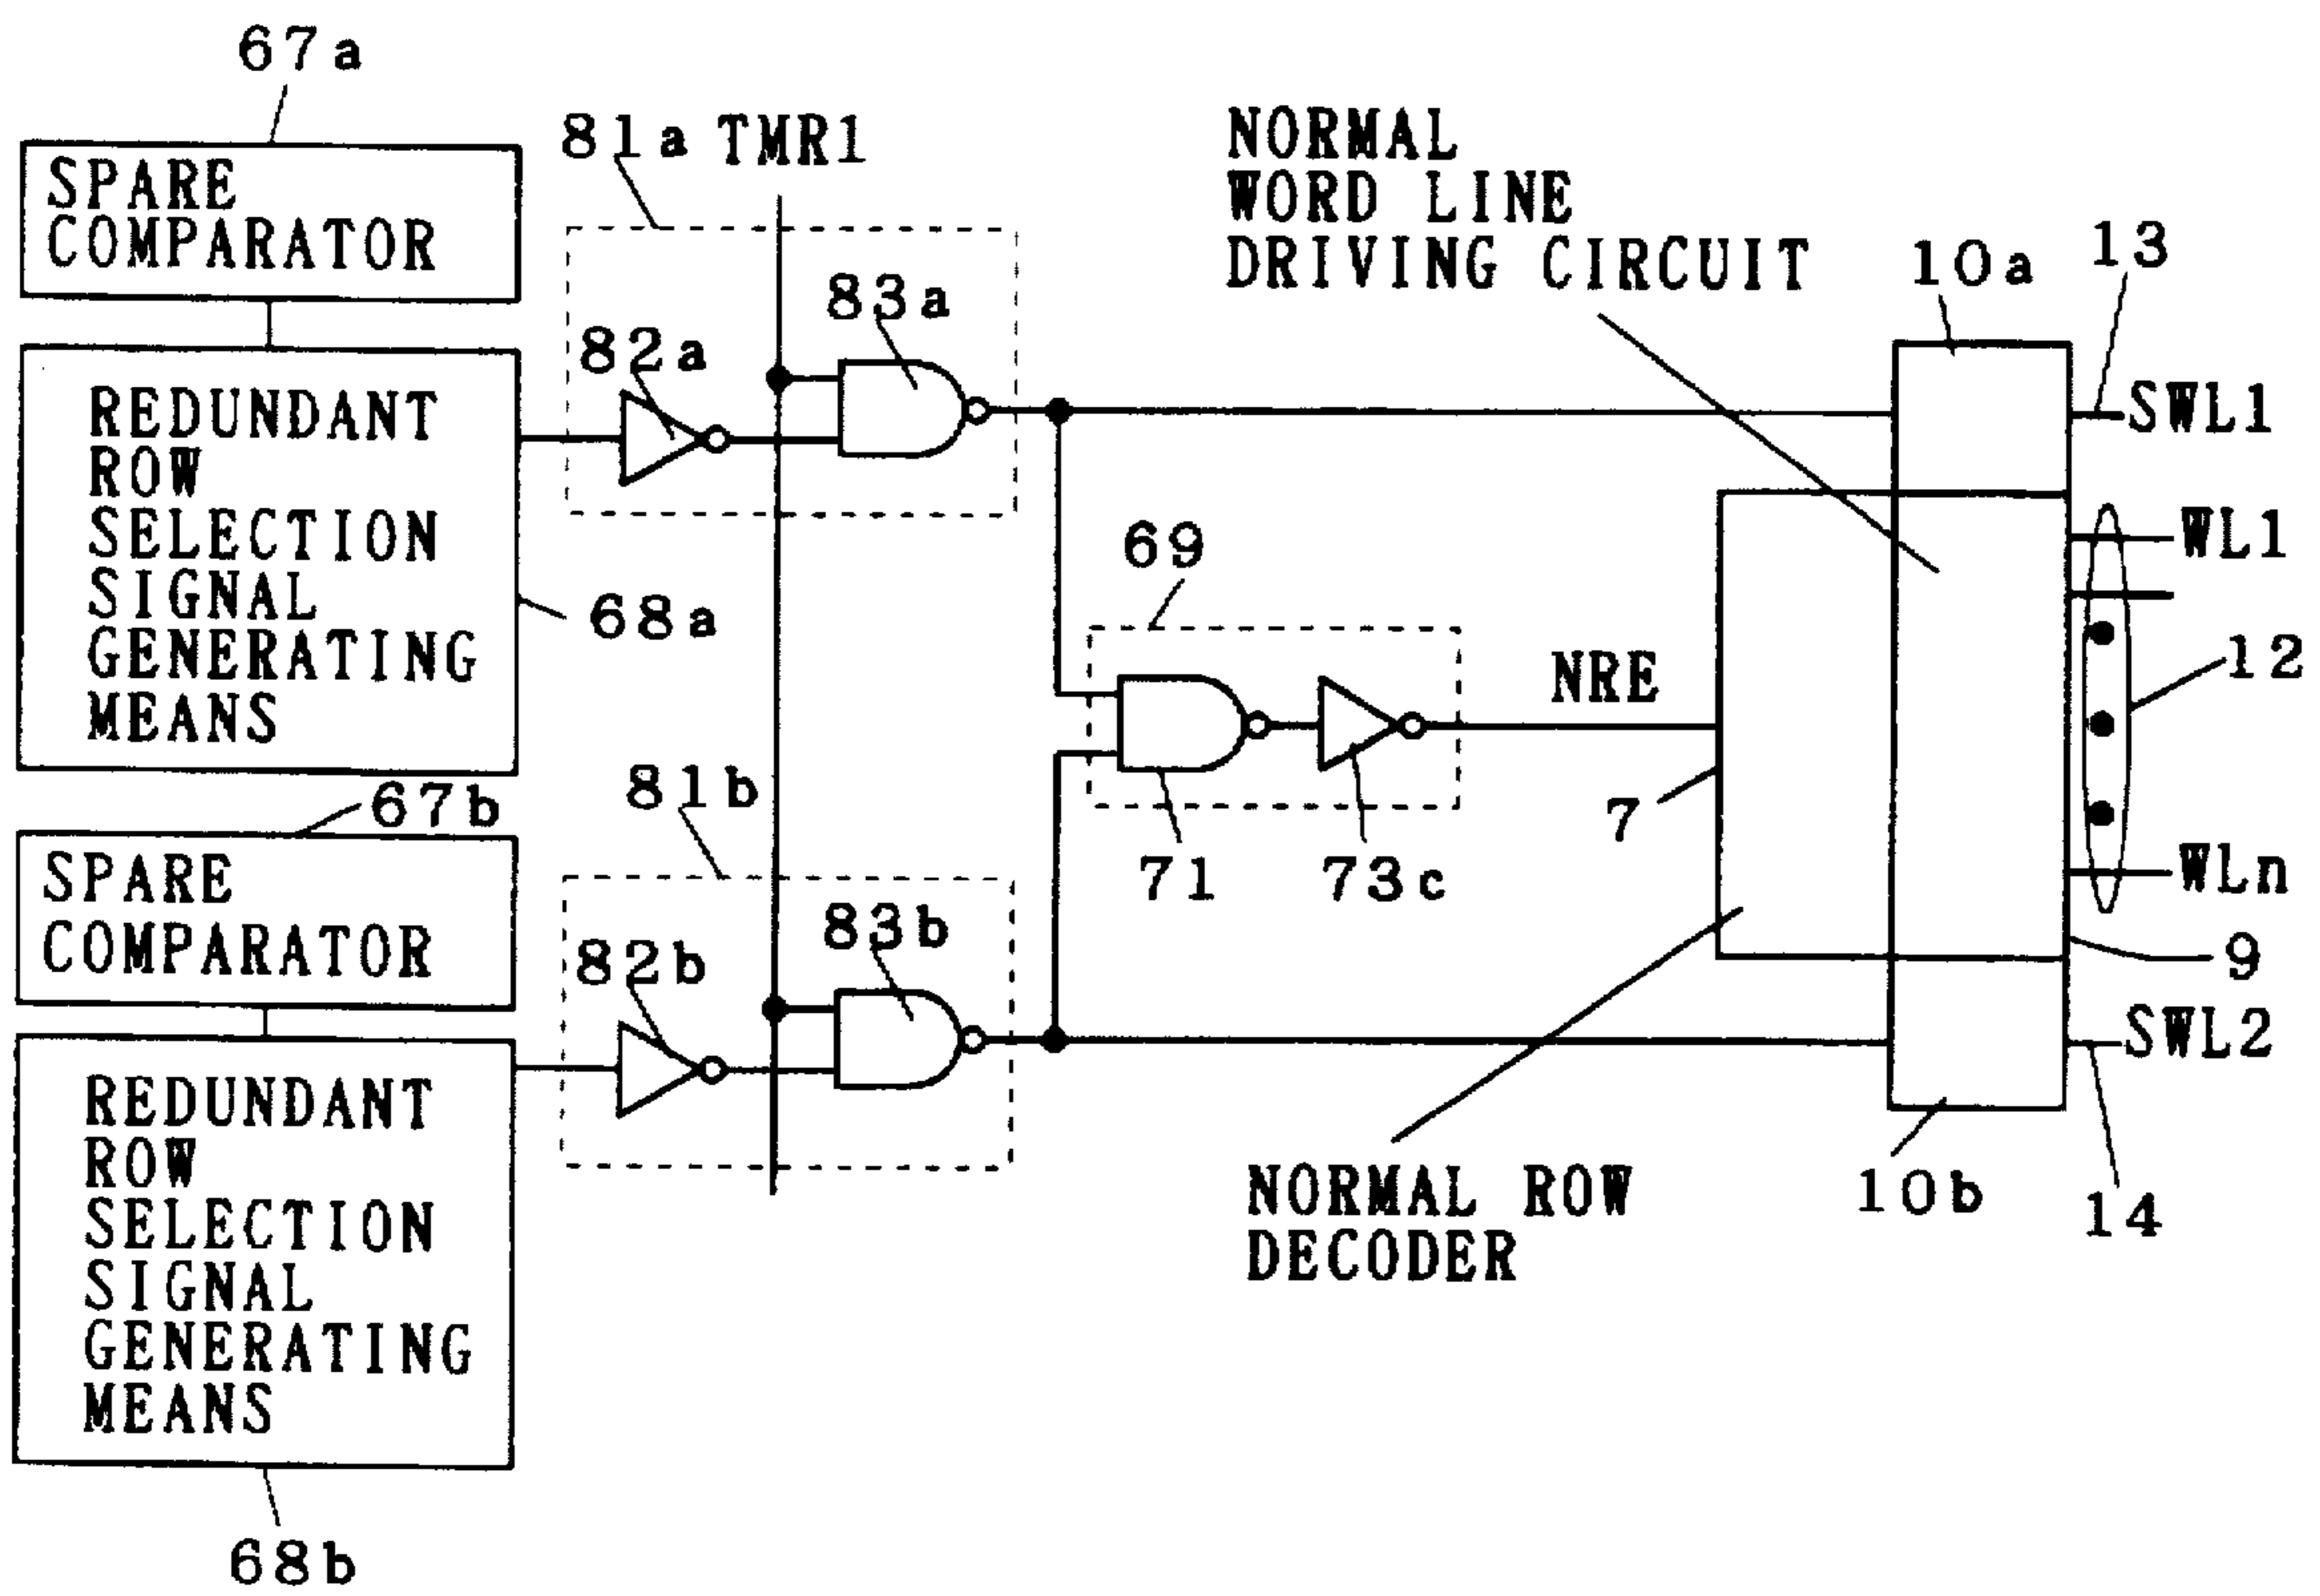 67a
SPARE
COMPARATOR
81a TMR1
NORMAL
WORD LINE
DRIVING CIRCUIT
10a
13
83a
82a
SWL1
REDUNDANT
ROW
SELECTION
SIGNAL
GENERATING
MEANS
68a
69
WL1
NRE
12
67b
81b
7
71
73c
WLn
SPARE
COMPARATOR
83b
82b
9
SWL2
REDUNDANT
ROW
SELECTION
SIGNAL
GENERATING
MEANS
NORMAL ROW
DECODER
10b
14
68b